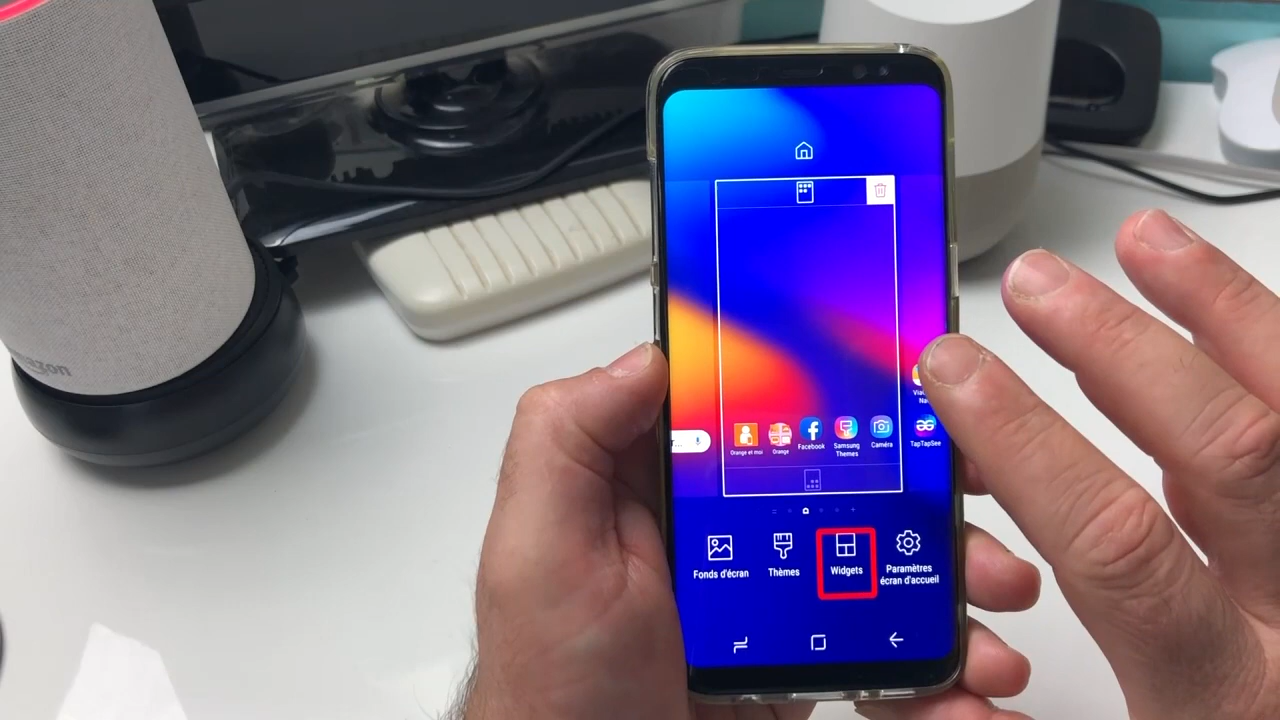 Orange et moi
Orange
Facebook
Samsung
Themes
Caméra
TapTapSee
Fonds d'écran
Thèmes
Widgets
Paramètres
écran d'accueil